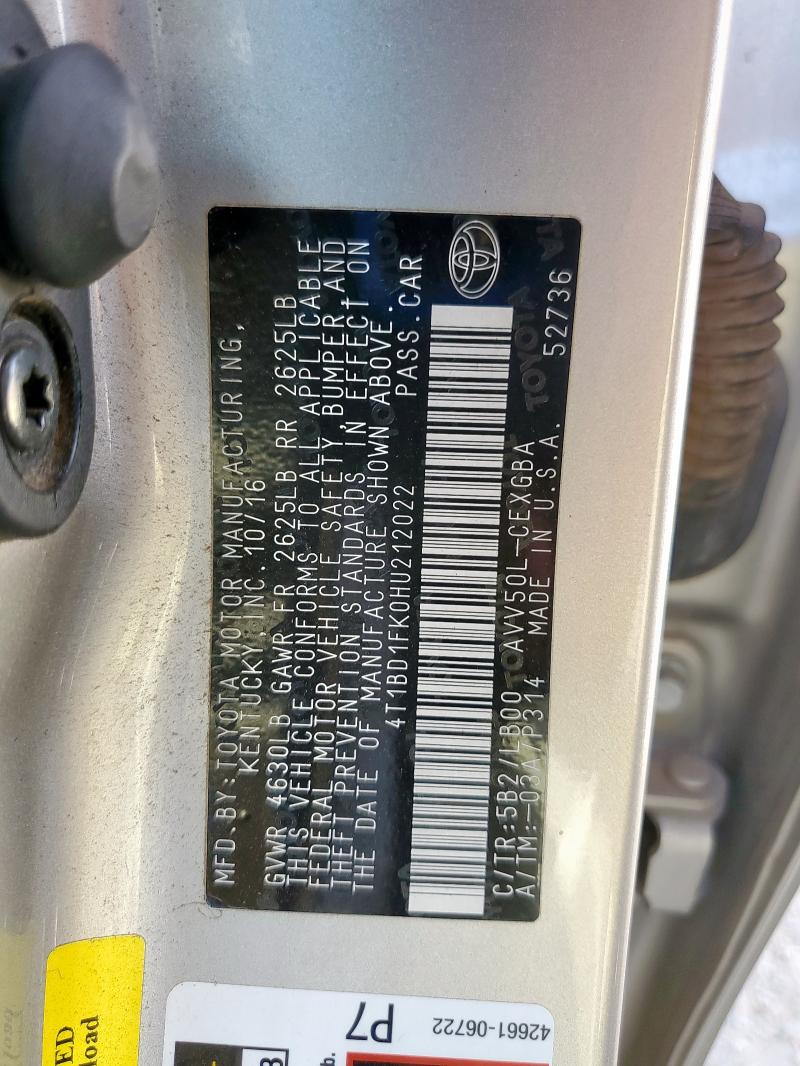 MFD.BY:TOYOTA MOTOR MANUFACTURING,
KENTUCKY,INC.10/16
GVWR 4630LB GAWR FR 2625LB RR 2625LB
THIS VEHICLE CONFORMS TO ALL APPLICABLE
FEDERAL MOTOR VEHICLE SAFETY,BUMPER,AND
THEFT PREVENTION STANDARDS IN EFFECT ON
THE DATE OF MANUFACTURE SHOWN ABOVE.
4T1BD1FK0HU212022 PASS.CAR
C/TR:5B2/LB00 AVV50L-CEXGBA
A/TM:-03A/P314 MADE IN U.S.A. 52736
TOYOTA
P7
42661-06722
ED
load
b.